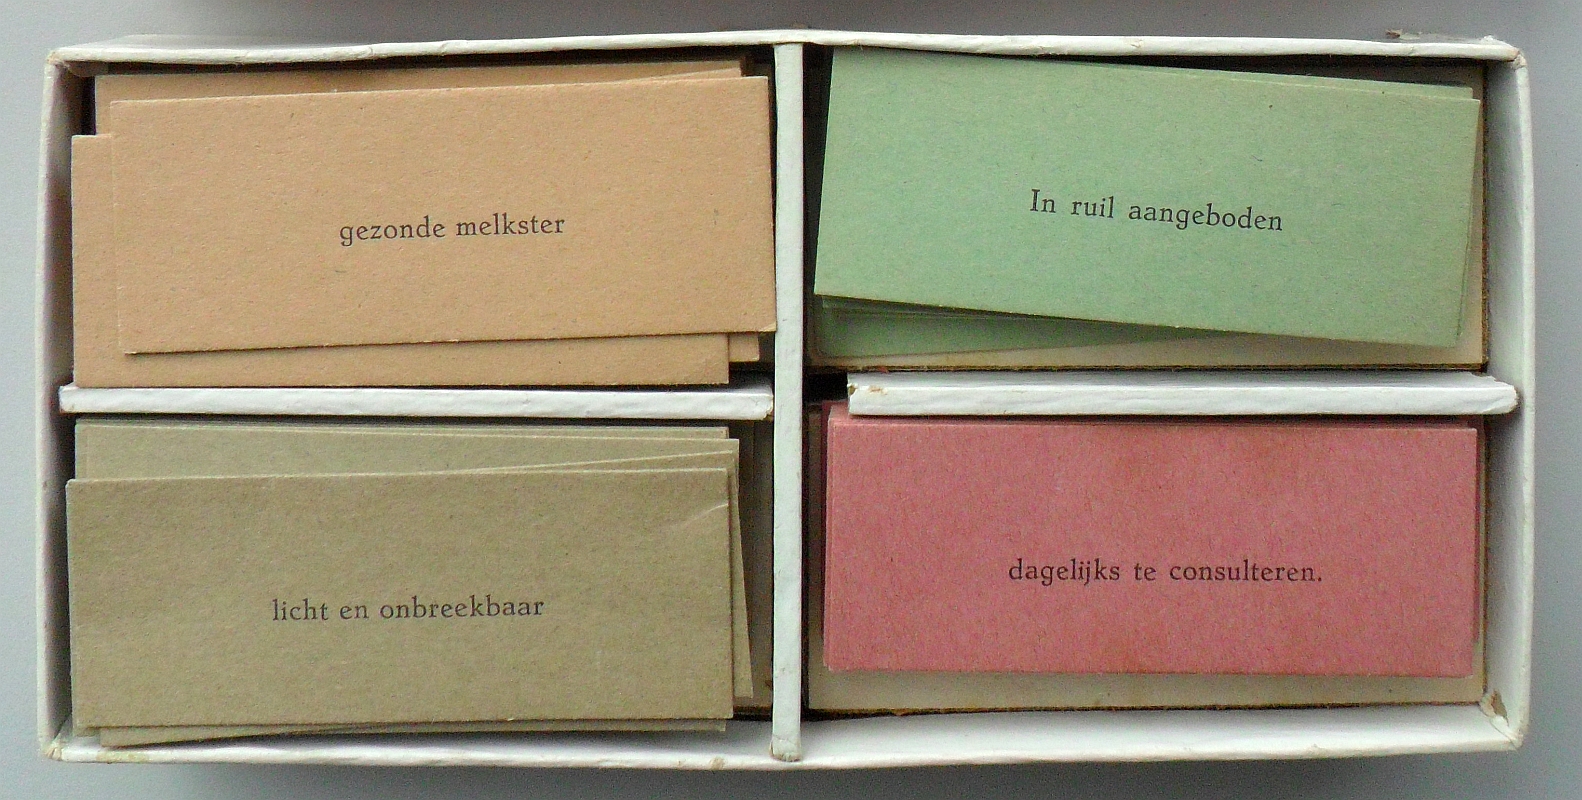 gezonde melkster
In ruil aangeboden
licht en onbreekbaar
dagelijks te consulteren.